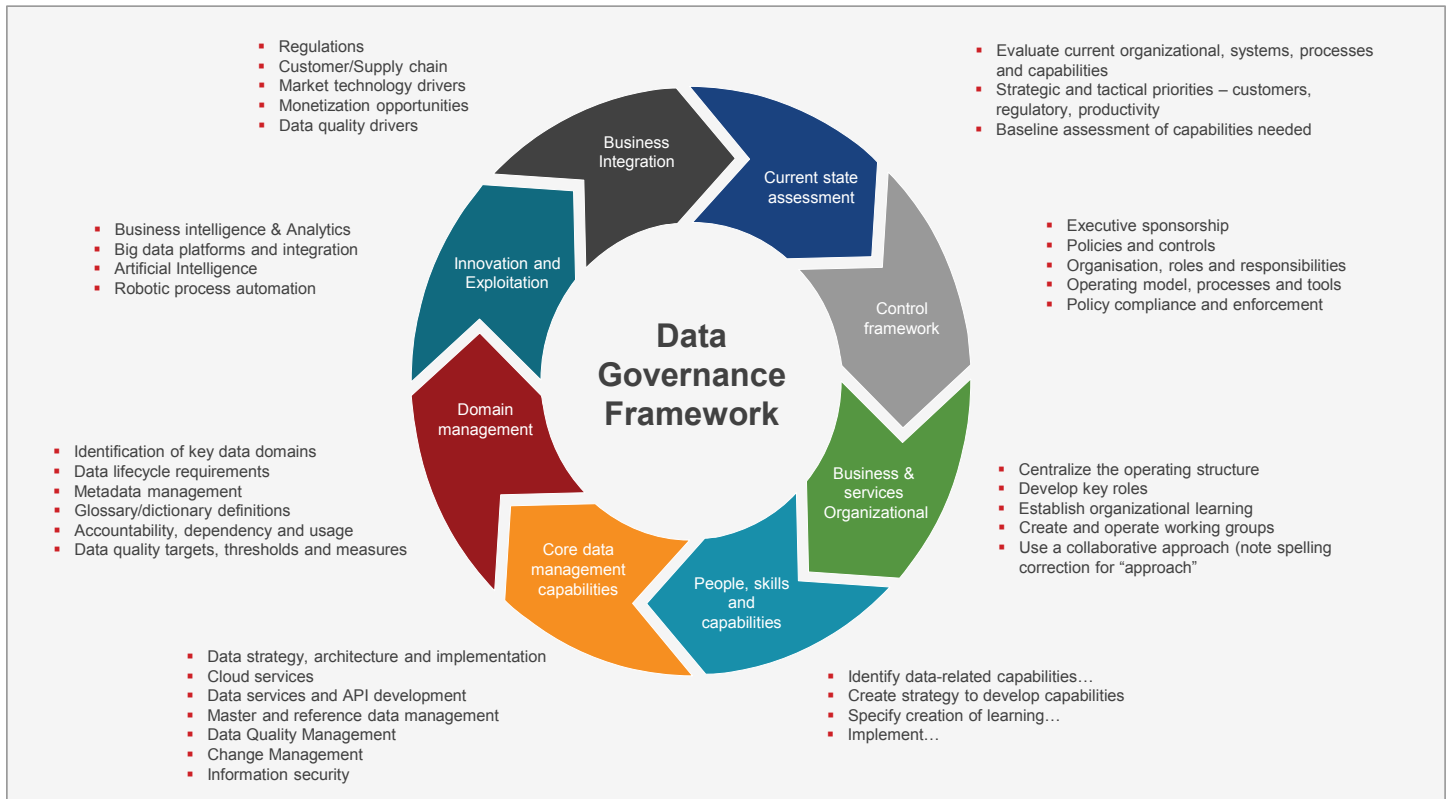 Regulations
Customer/Supply chain
Market technology drivers
Monetization opportunities
Data quality drivers
Business
Integration
Evaluate current organizational, systems, processes
and capabilities
Strategic and tactical priorities – customers,
regulatory, productivity
Baseline assessment of capabilities needed
Current state
assessment
Executive sponsorship
Policies and controls
Organisation, roles and responsibilities
Operating model, processes and tools
Policy compliance and enforcement
Control
framework
Business intelligence & Analytics
Big data platforms and integration
Artificial Intelligence
Robotic process automation
Innovation and
Exploitation
Data
Governance
Framework
Domain
management
Identification of key data domains
Data lifecycle requirements
Metadata management
Glossary/dictionary definitions
Accountability, dependency and usage
Data quality targets, thresholds and measures
Business &
services
Organizational
Centralize the operating structure
Develop key roles
Establish organizational learning
Create and operate working groups
Use a collaborative approach (note spelling
correction for “approach”
Core data
management
capabilities
People, skills
and
capabilities
Data strategy, architecture and implementation
Cloud services
Data services and API development
Master and reference data management
Data Quality Management
Change Management
Information security
Identify data-related capabilities…
Create strategy to develop capabilities
Specify creation of learning…
Implement…